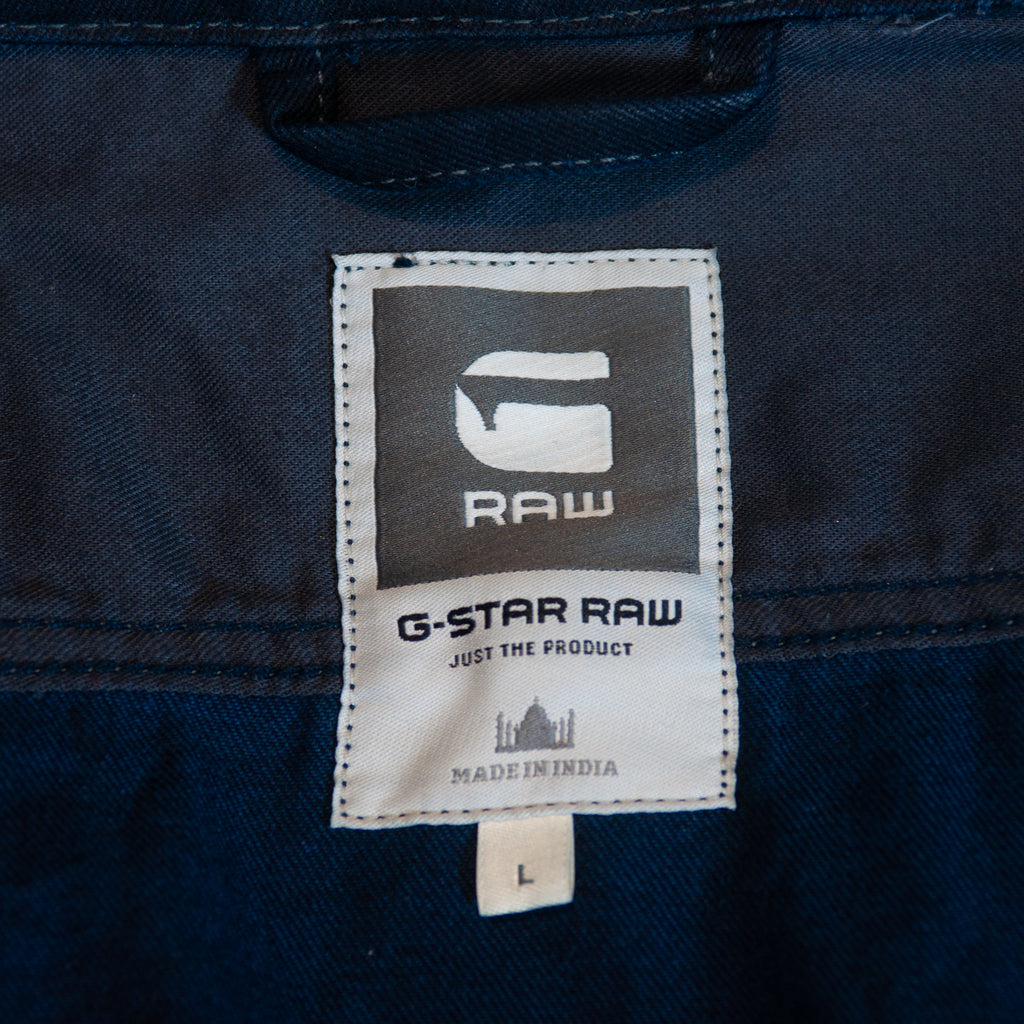 RAW
G-STAR RAW
JUST THE PRODUCT
MADE IN INDIA
L